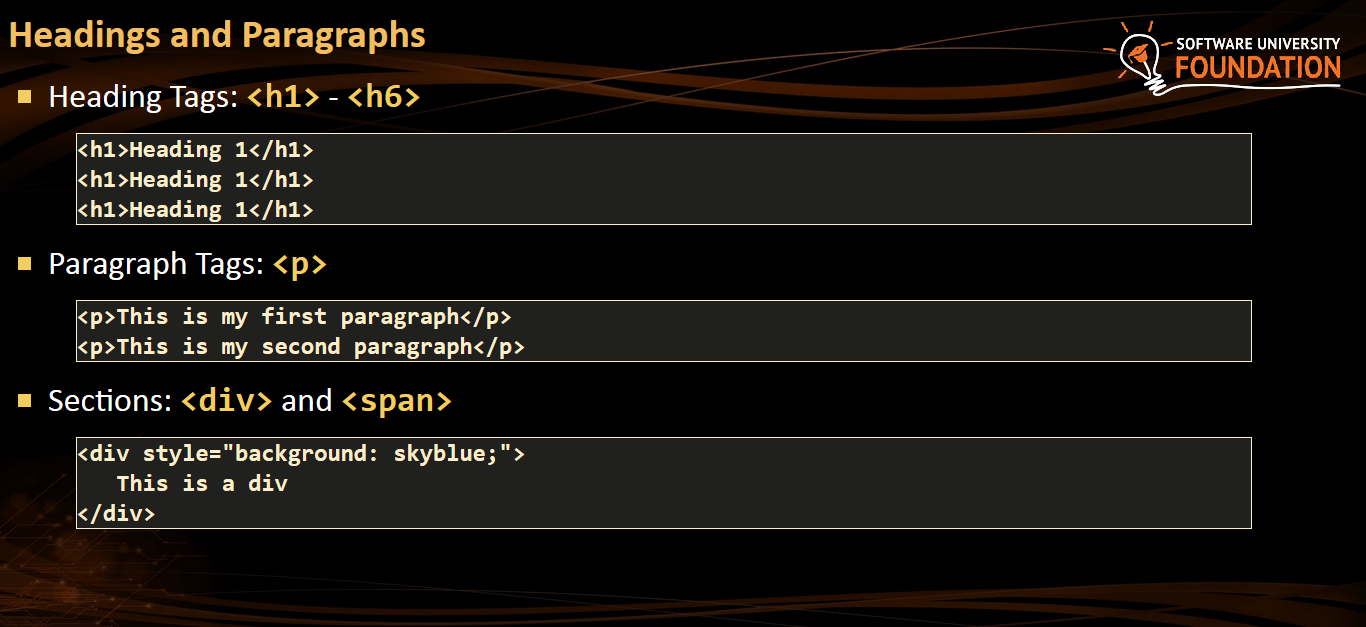 Headings and Paragraphs
SOFTWARE UNIVERSITY
FOUNDATION
Heading Tags: <h1> - <h6>
<h1>Heading 1</h1>
<h1>Heading 1</h1>
<h1>Heading 1</h1>
Paragraph Tags: <p>
<p>This is my first paragraph</p>
<p>This is my second paragraph</p>
Sections: <div> and <span>
<div style="background: skyblue;">
   This is a div
</div>